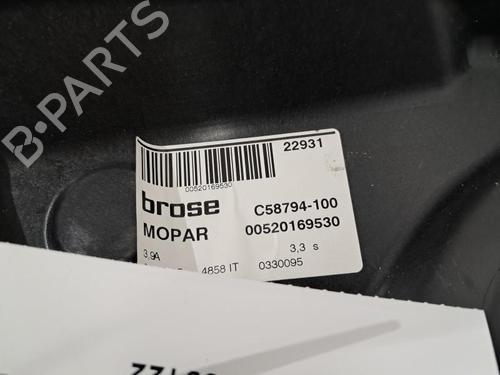 B-PARTS
22931
00520169530
brose C58794-100
MOPAR 00520169530
3,9A 3,3 s
4858 IT 0330095